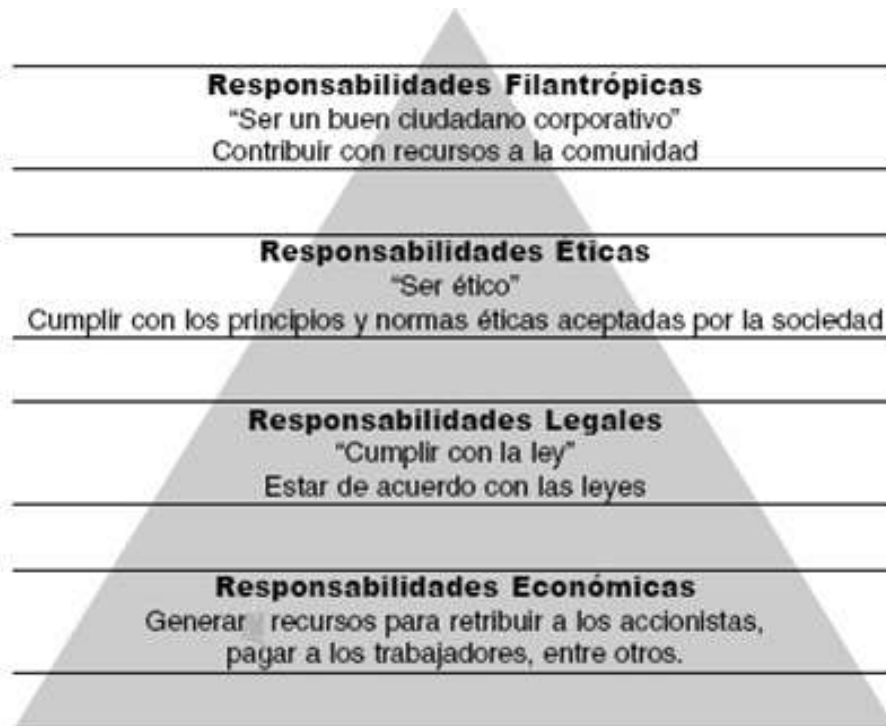 Responsabilidades Filantrópicas
“Ser un buen ciudadano corporativo”
Contribuir con recursos a la comunidad
Responsabilidades Éticas
“Ser ético”
Cumplir con los principios y normas éticas aceptadas por la sociedad
Responsabilidades Legales
“Cumplir con la ley”
Estar de acuerdo con las leyes
Responsabilidades Económicas
Generar recursos para retribuir a los accionistas,
pagar a los trabajadores, entre otros.